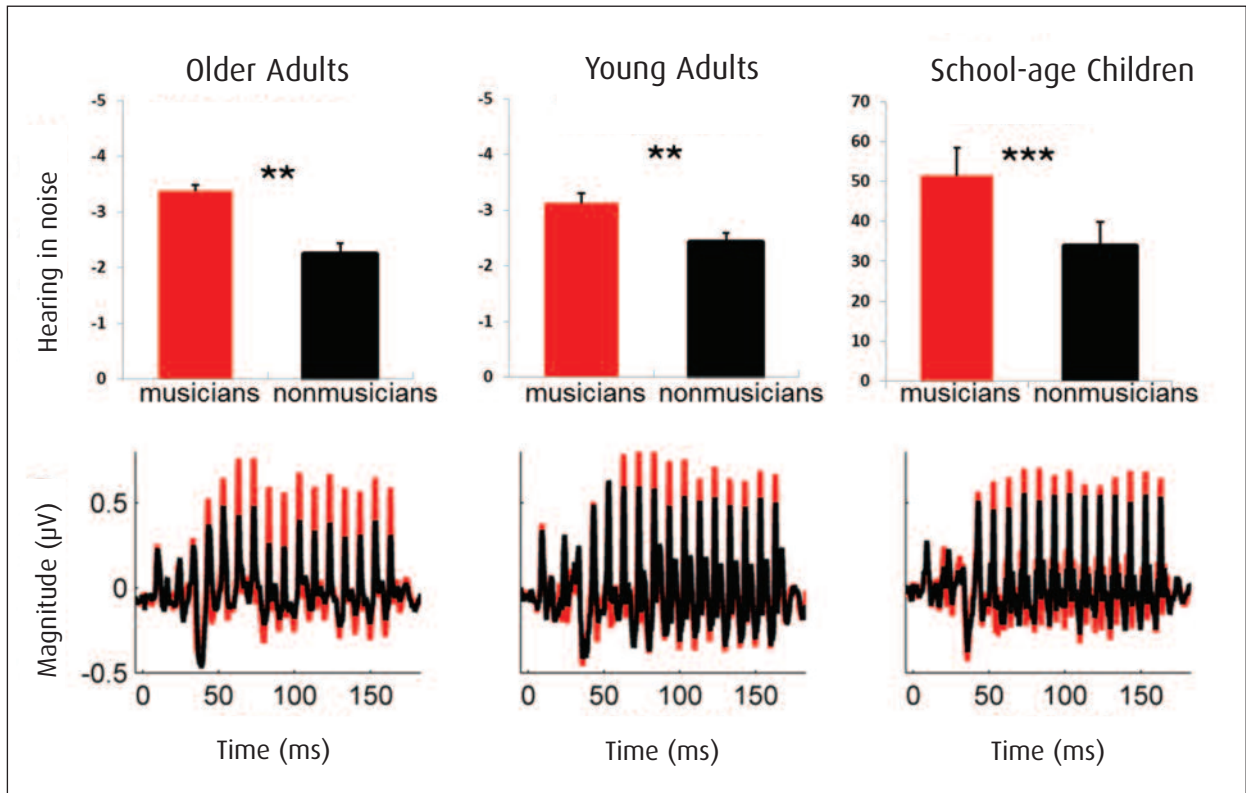 Older Adults
Young Adults
School-age Children
Hearing in noise
-5
-4
-3
-2
-1
0
**
musicians nonmusicians
-5
-4
-3
-2
-1
0
**
musicians nonmusicians
70
60
50
40
30
20
10
0
***
musicians nonmusicians
Magnitude (µV)
0.5
0
-0.5
0 50 100 150
0 50 100 150
0 50 100 150
Time (ms)
Time (ms)
Time (ms)